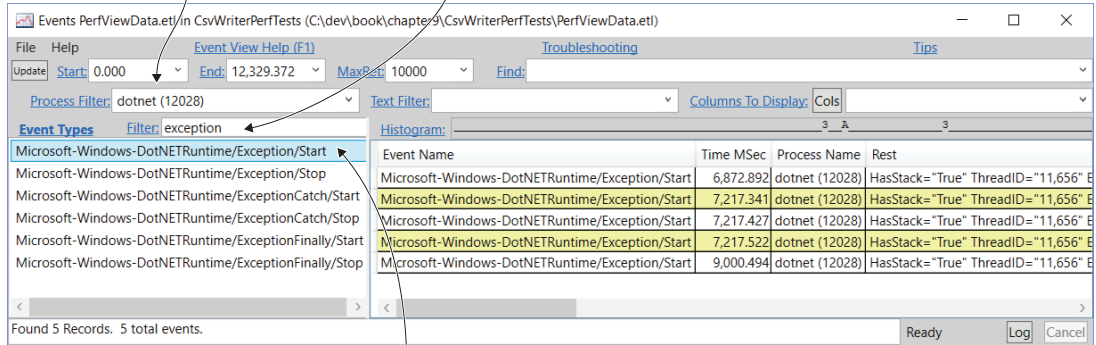 Events PerfViewData.etl in CsvWriterPerfTests (C:\dev\book\chapter9\CsvWriterPerfTests\PerfViewData.etl)
File Help Event View Help (F1) Troubleshooting Tips
Update Start: 0.000 End: 12,329.372 MaxRet: 10000 Find:
Process Filter: dotnet (12028) Text Filter: Columns To Display: Cols
Event Types Filter: exception Histogram: 3_A 3
Microsoft-Windows-DotNETRuntime/Exception/Start
Microsoft-Windows-DotNETRuntime/Exception/Stop
Microsoft-Windows-DotNETRuntime/ExceptionCatch/Start
Microsoft-Windows-DotNETRuntime/ExceptionCatch/Stop
Microsoft-Windows-DotNETRuntime/ExceptionFinally/Start
Microsoft-Windows-DotNETRuntime/ExceptionFinally/Stop
Event Name Time MSec Process Name Rest
Microsoft-Windows-DotNETRuntime/Exception/Start 6,872.892 dotnet (12028) HasStack="True" ThreadID="11,656" E
Microsoft-Windows-DotNETRuntime/Exception/Start 7,217.341 dotnet (12028) HasStack="True" ThreadID="11,656" E
Microsoft-Windows-DotNETRuntime/Exception/Start 7,217.427 dotnet (12028) HasStack="True" ThreadID="11,656" E
Microsoft-Windows-DotNETRuntime/Exception/Start 7,217.522 dotnet (12028) HasStack="True" ThreadID="11,656" E
Microsoft-Windows-DotNETRuntime/Exception/Start 9,000.494 dotnet (12028) HasStack="True" ThreadID="11,656" E
Found 5 Records. 5 total events. Ready Log Cancel